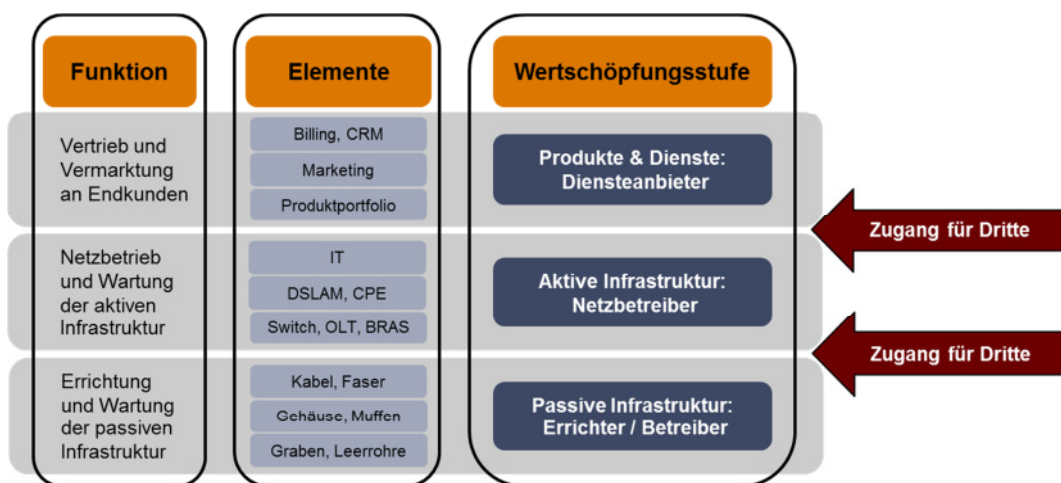 Funktion
Elemente
Wertschöpfungsstufe
Vertrieb und
Vermarktung
an Endkunden
Billing, CRM
Marketing
Produktportfolio
Produkte & Dienste:
Diensteanbieter
Zugang für Dritte
Netzbetrieb
und Wartung
der aktiven
Infrastruktur
IT
DSLAM, CPE
Switch, OLT, BRAS
Aktive Infrastruktur:
Netzbetreiber
Zugang für Dritte
Errichtung
und Wartung
der passiven
Infrastruktur
Kabel, Faser
Gehäuse, Muffen
Graben, Leerrohre
Passive Infrastruktur:
Errichter / Betreiber